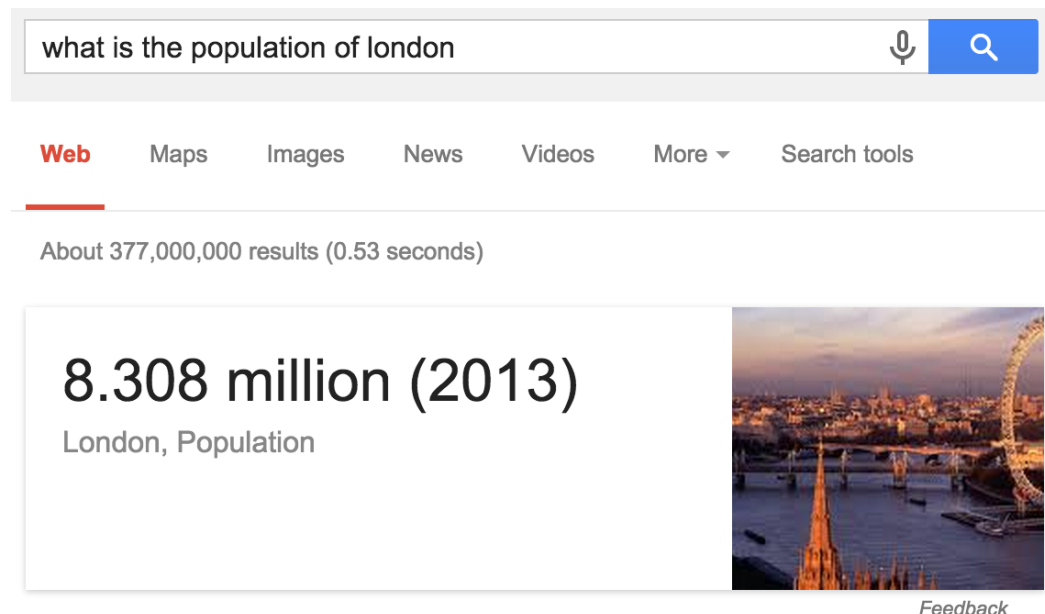 what is the population of london
Web Maps Images News Videos More Search tools
About 377,000,000 results (0.53 seconds)
8.308 million (2013)
London, Population
Feedback